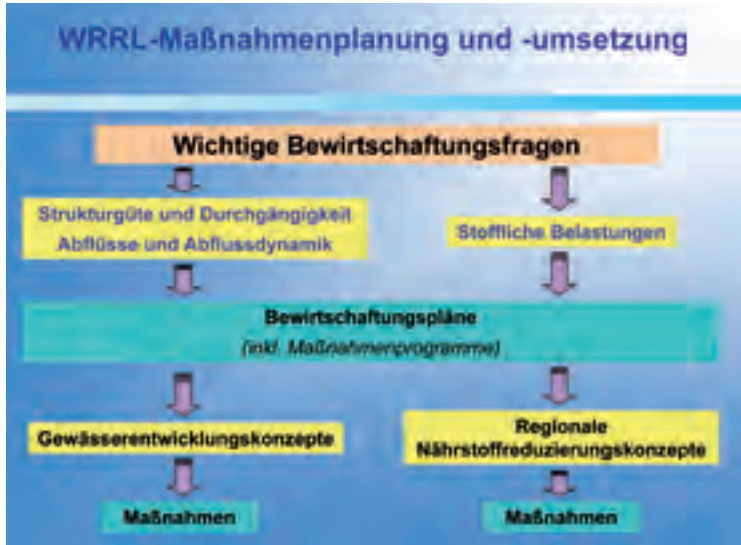 WRRL-Maßnahmenplanung und -umsetzung
Wichtige Bewirtschaftungsfragen
Strukturgüte und Durchgängigkeit
Abflüsse und Abflussdynamik
Stoffliche Belastungen
Bewirtschaftungspläne
(inkl. Maßnahmenprogramme)
Gewässerentwicklungskonzepte
Regionale
Nährstoffreduzierungskonzepte
Maßnahmen
Maßnahmen